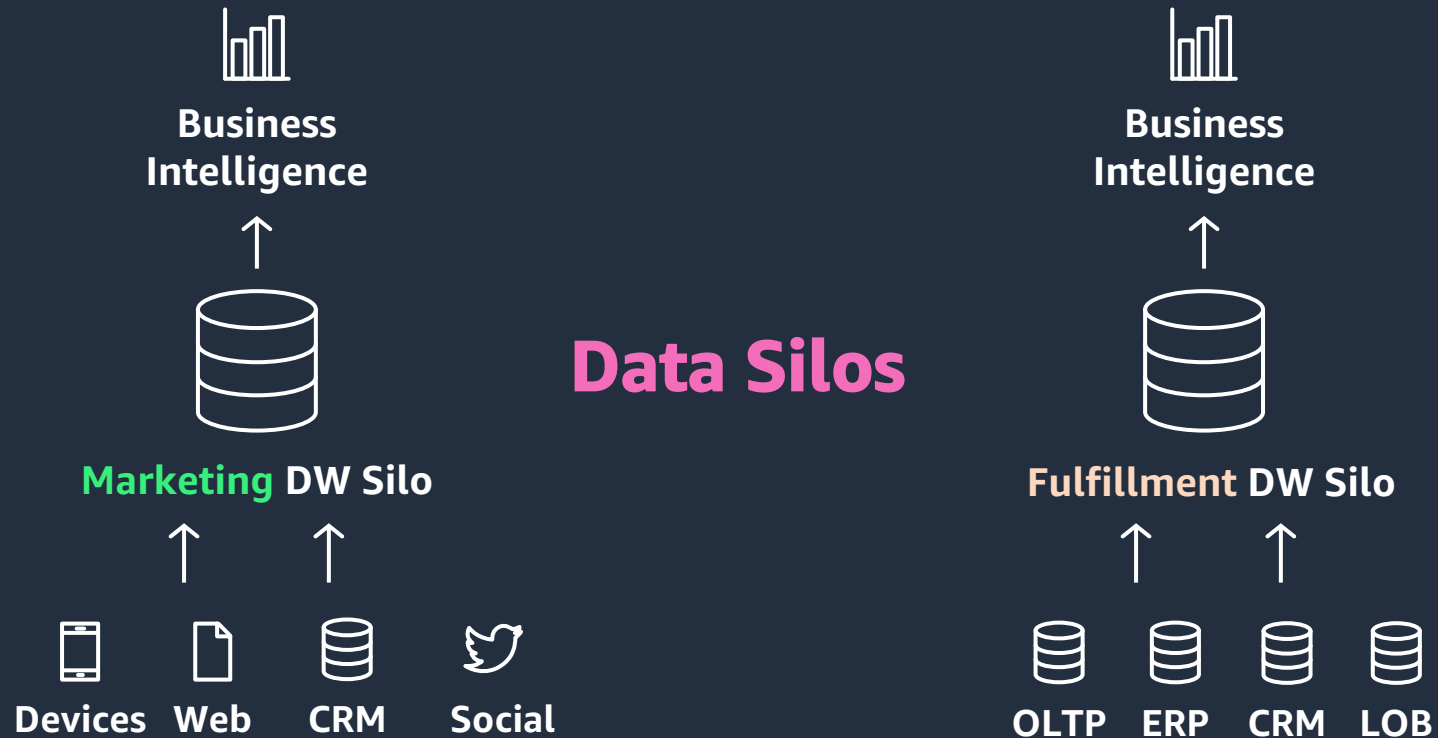 Business
Intelligence
Business
Intelligence
Data Silos
Marketing DW Silo
Fulfillment DW Silo
Devices
Web
CRM
Social
OLTP
ERP
CRM
LOB